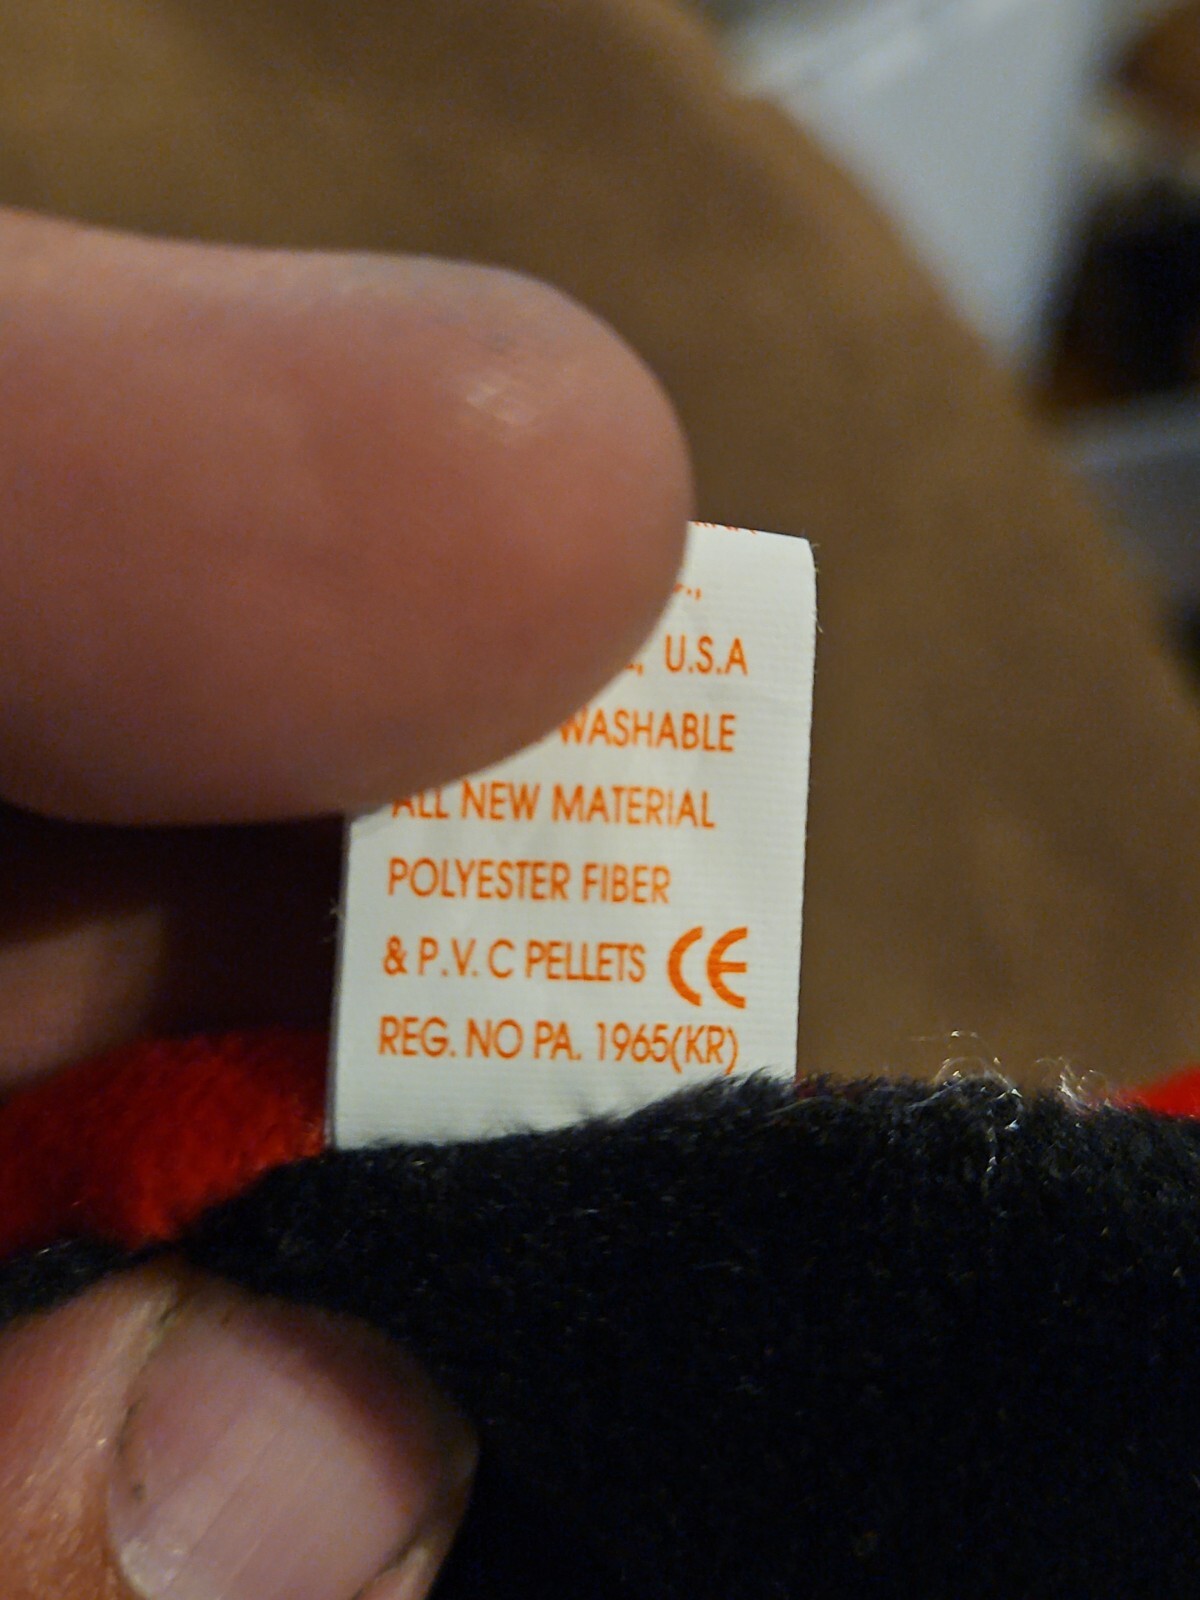 U.S.A
WASHABLE
ALL NEW MATERIAL
POLYESTER FIBER
& P.V.C PELLETS CE
REG. NO PA. 1965(KR)